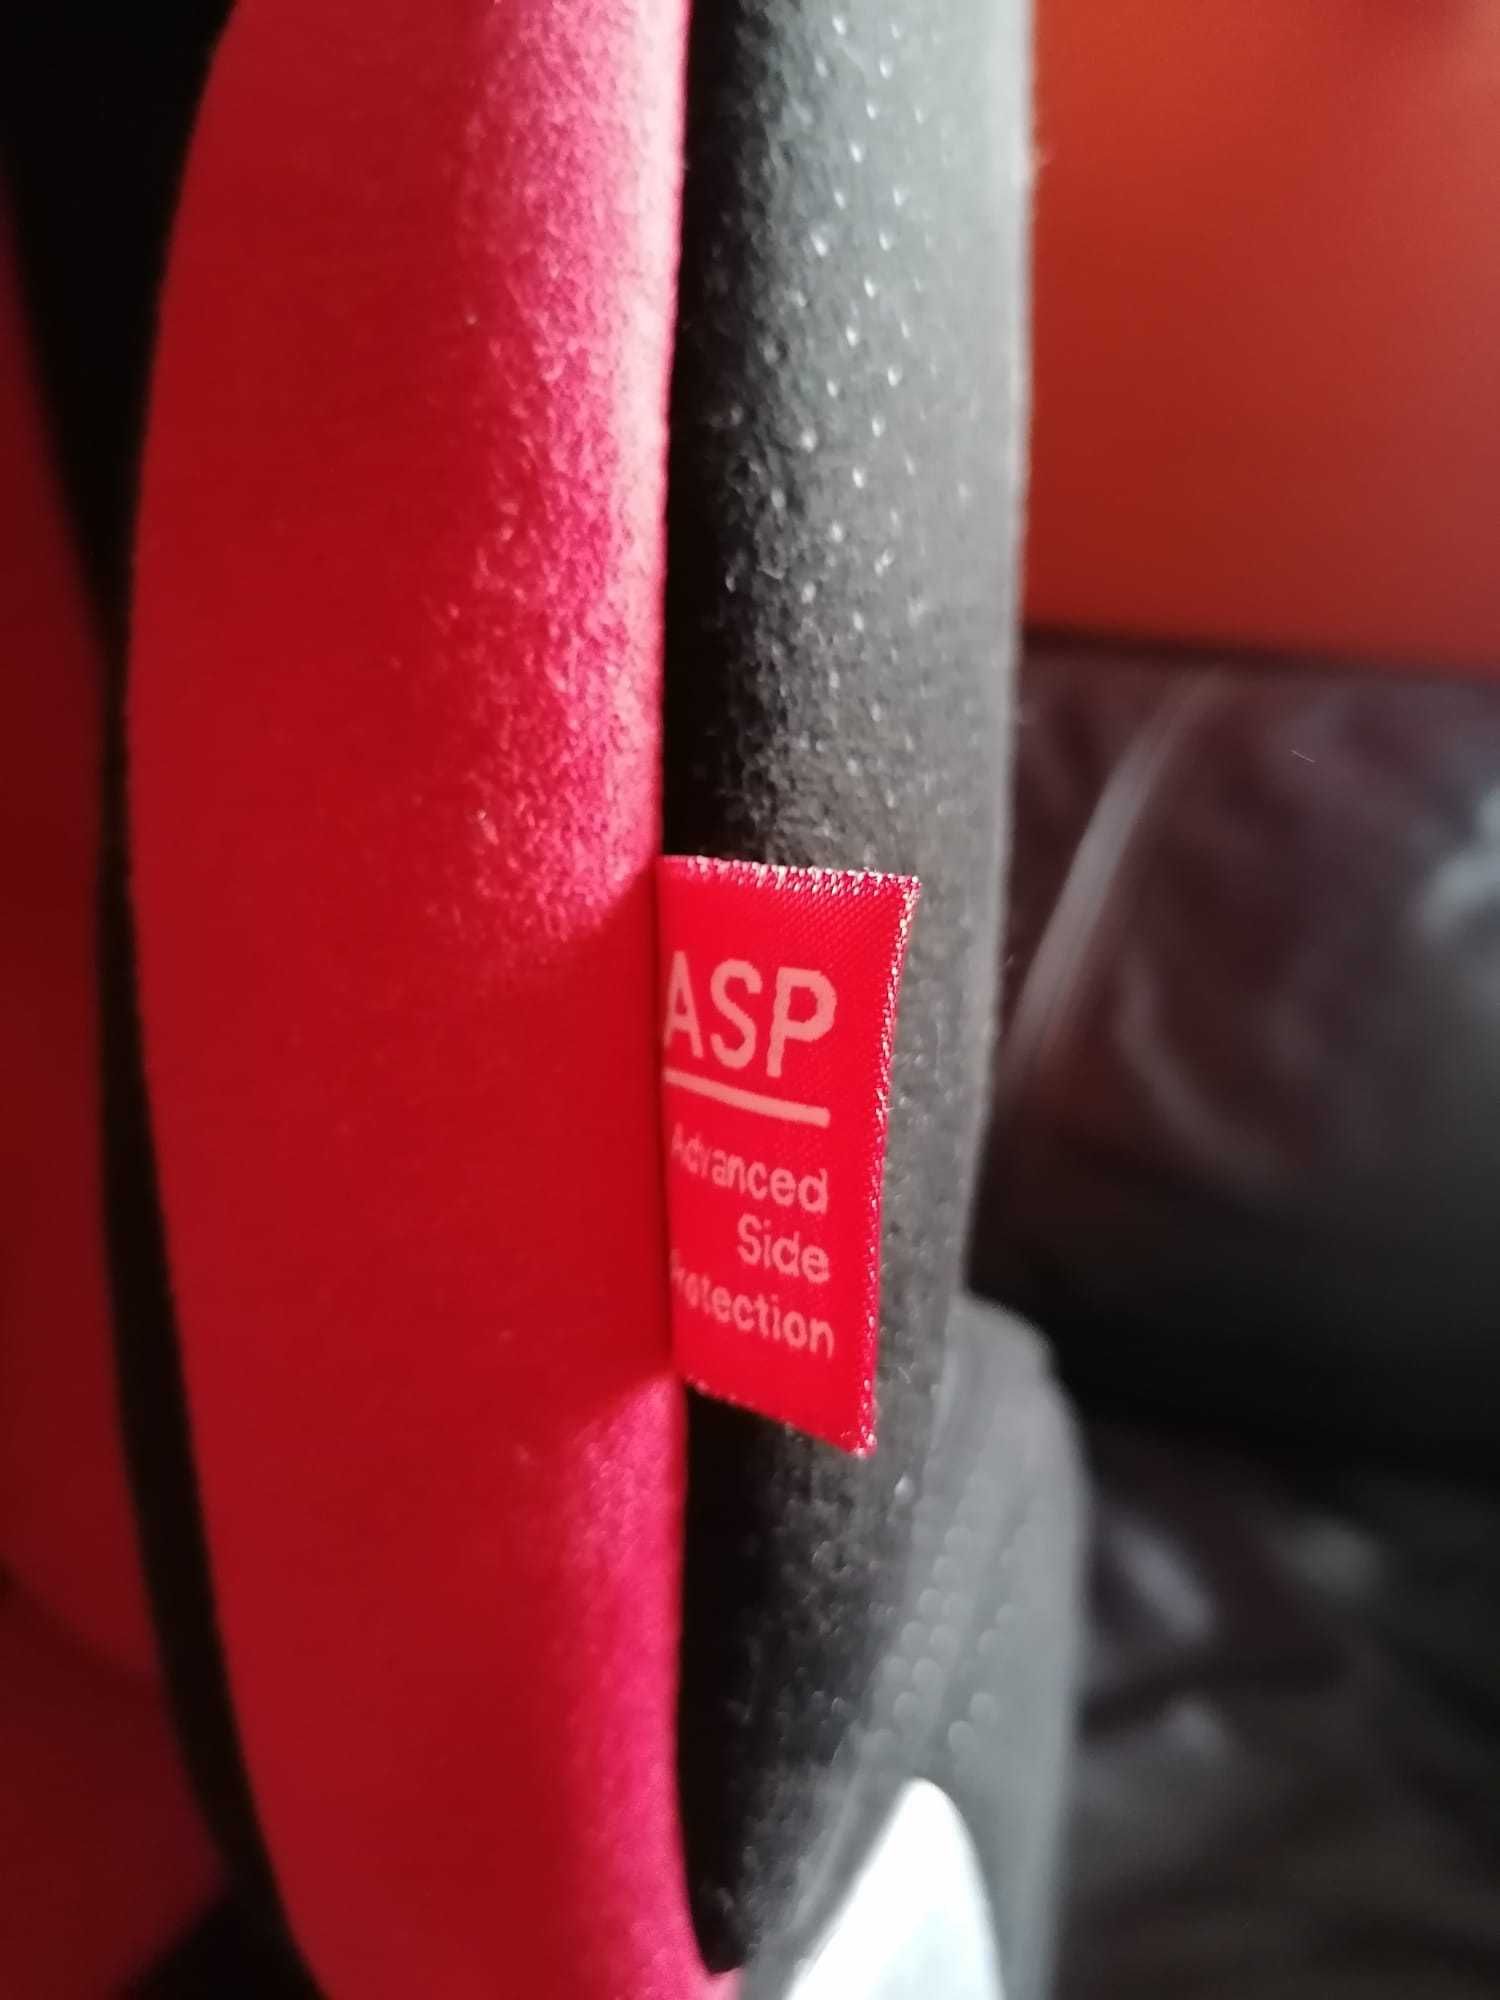 ASP
Advanced
Side
Protection